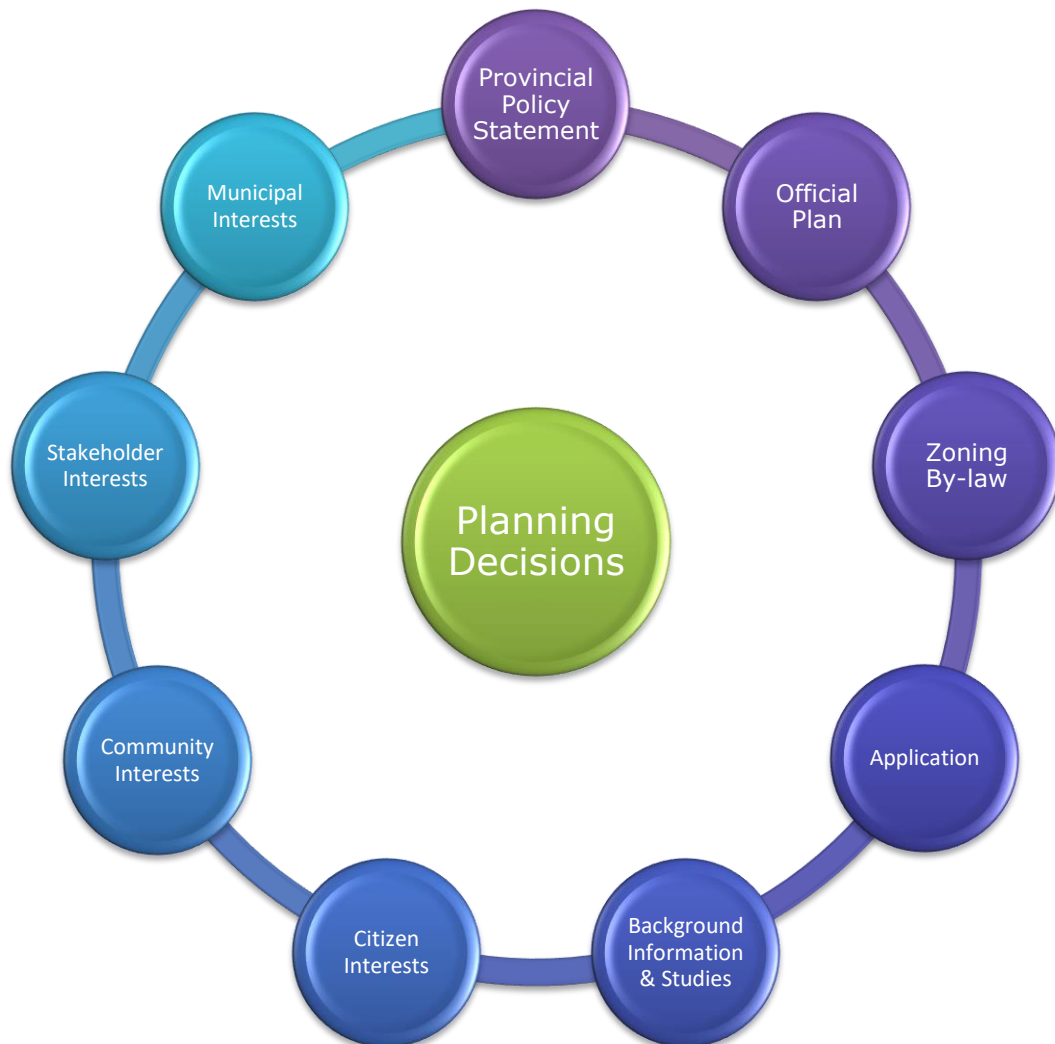 Provincial
Policy
Statement
Official
Plan
Zoning
By-law
Application
Background
Information
& Studies
Citizen
Interests
Community
Interests
Stakeholder
Interests
Municipal
Interests
Planning
Decisions